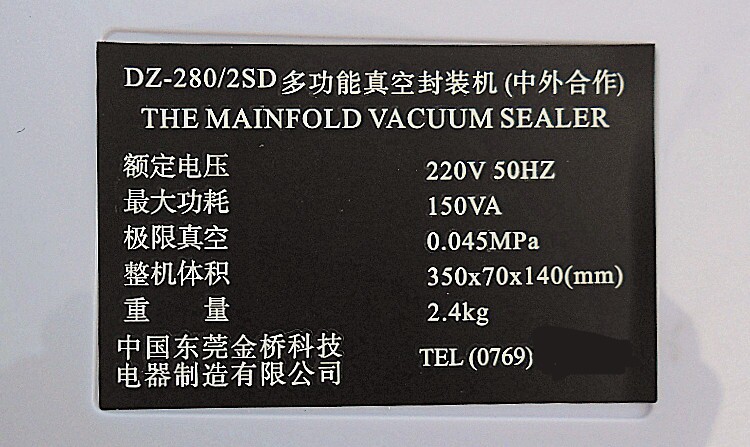 DZ-280/2SD 多功能真空封装机 (中外合作)
THE MAINFOLD VACUUM SEALER
额定电压 220V 50HZ
最大功耗 150VA
极限真空 0.045MPa
整机体积 350x70x140(mm)
重 量 2.4kg
中国东莞金桥科技
电器制造有限公司
TEL (0769)